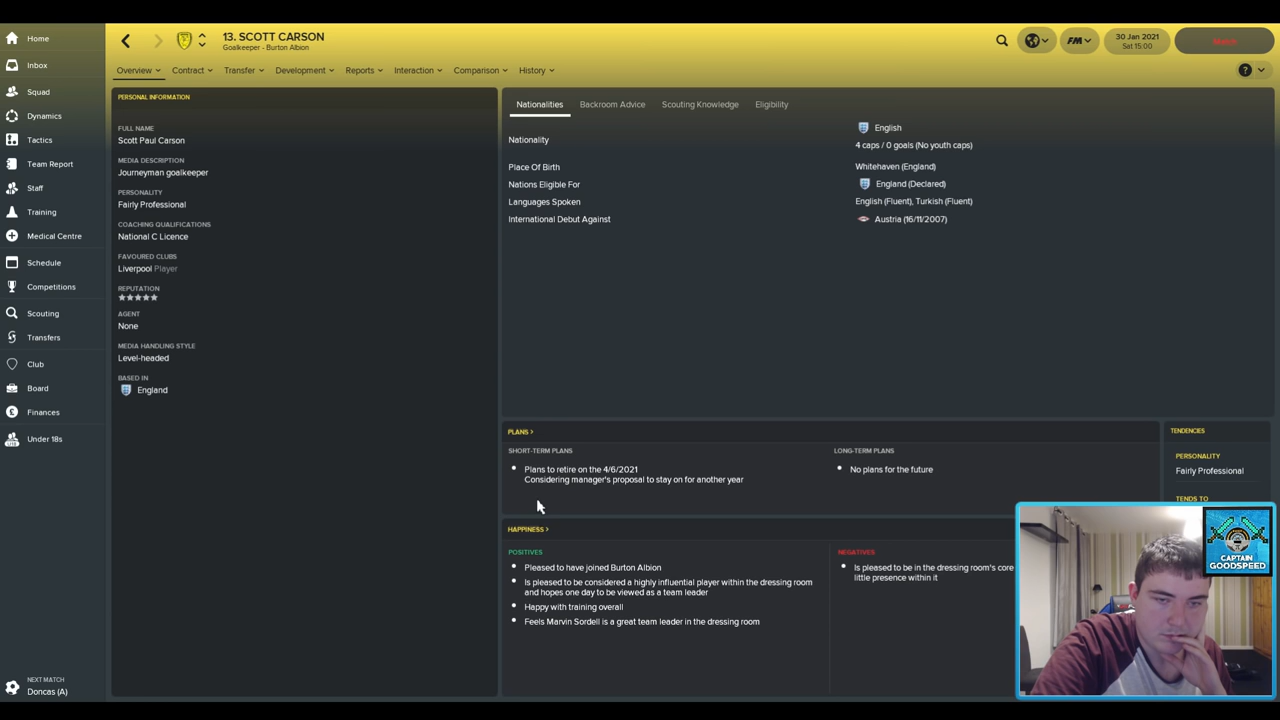 13. SCOTT CARSON
Goalkeeper - Burton Albion
FM
30 Jan 2021
Sat 15:00
Match
Overview
Contract
Transfer
Development
Reports
Interaction
Comparison
History
?
Home
Inbox
Squad
Dynamics
Tactics
Team Report
Staff
Training
Medical Centre
Schedule
Competitions
Scouting
Transfers
Club
Board
Finances
Under 18s
NEXT MATCH
Doncas (A)
PERSONAL INFORMATION
FULL NAME
Scott Paul Carson
MEDIA DESCRIPTION
Journeyman goalkeeper
PERSONALITY
Fairly Professional
COACHING QUALIFICATIONS
National C Licence
FAVOURED CLUBS
Liverpool Player
REPUTATION
AGENT
None
MEDIA HANDLING STYLE
Level-headed
BASED IN
England
Nationalities
Backroom Advice
Scouting Knowledge
Eligibility
Nationality
English
4 caps / 0 goals (No youth caps)
Place Of Birth
Whitehaven (England)
Nations Eligible For
England (Declared)
Languages Spoken
English (Fluent), Turkish (Fluent)
International Debut Against
Austria (16/11/2007)
PLANS >
SHORT-TERM PLANS
Plans to retire on the 4/6/2021
Considering manager's proposal to stay on for another year
LONG-TERM PLANS
No plans for the future
TENDENCIES
PERSONALITY
Fairly Professional
TENDS TO
HAPPINESS >
POSITIVES
Pleased to have joined Burton Albion
Is pleased to be considered a highly influential player within the dressing room
and hopes one day to be viewed as a team leader
Happy with training overall
Feels Marvin Sordell is a great team leader in the dressing room
NEGATIVES
Is pleased to be in the dressing room's core
little presence within it
CAPTAIN
GOODSPEED